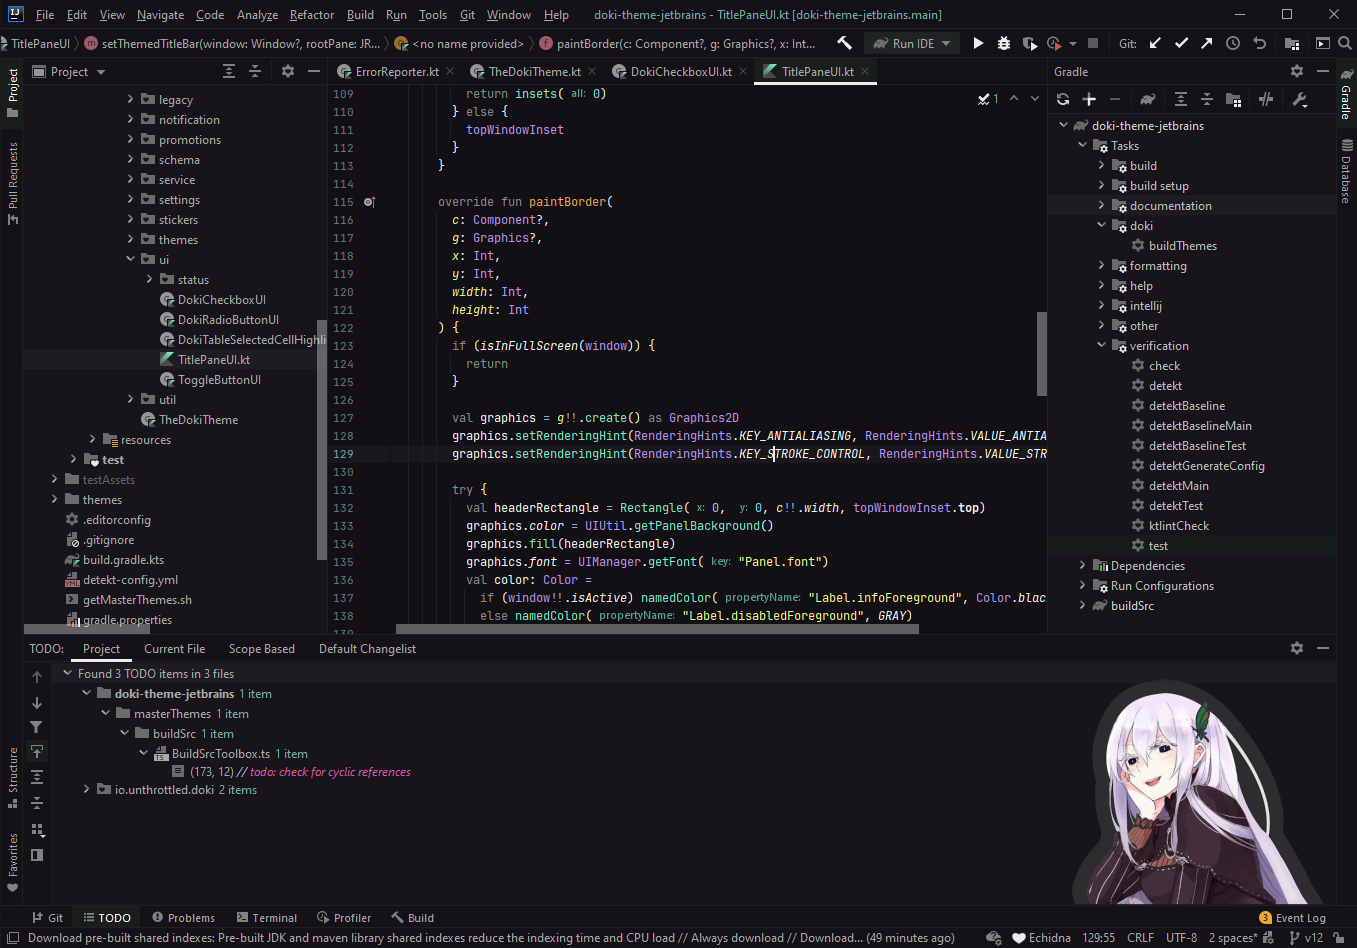 IJ File Edit View Navigate Code Analyze Refactor Build Run Tools Git Window Help doki-theme-jetbrains - TitlePaneUI.kt [doki-theme-jetbrains.main]
TitlePaneUI setThemedTitleBar(window: Window?, rootPane: JR... <no name provided> paintBorder(c: Component?, g: Graphics?, x: Int... Run IDE Git:
Project
Pull Requests
Structure
Favorites
Project
legacy
notification
promotions
schema
service
settings
stickers
themes
ui
status
DokiCheckboxUI
DokiRadioButtonUI
DokiTableSelectedCellHighli
TitlePaneUI.kt
ToggleButtonUI
util
TheDokiTheme
resources
test
testAssets
themes
.editorconfig
.gitignore
build.gradle.kts
detekt-config.yml
getMasterThemes.sh
gradle.properties
ErrorReporter.kt TheDokiTheme.kt DokiCheckboxUI.kt TitlePaneUI.kt
1
109 return insets( all: 0)
110 } else {
111 topWindowInset
112 }
113 }
114
115 override fun paintBorder(
116 c: Component?,
117 g: Graphics?,
118 x: Int,
119 y: Int,
120 width: Int,
121 height: Int
122 ) {
123 if (isInFullScreen(window)) {
124 return
125 }
126
127 val graphics = g!!.create() as Graphics2D
128 graphics.setRenderingHint(RenderingHints.KEY_ANTIALIASING, RenderingHints.VALUE_ANTIA
129 graphics.setRenderingHint(RenderingHints.KEY_STROKE_CONTROL, RenderingHints.VALUE_STR
130
131 try {
132 val headerRectangle = Rectangle( x: 0, y: 0, c!!.width, topWindowInset.top)
133 graphics.color = UIUtil.getPanelBackground()
134 graphics.fill(headerRectangle)
135 graphics.font = UIManager.getFont( key: "Panel.font")
136 val color: Color =
137 if (window!!.isActive) namedColor( propertyName: "Label.infoForeground", Color.blac
138 else namedColor( propertyName: "Label.disabledForeground", GRAY)
139
Gradle
doki-theme-jetbrains
Tasks
build
build setup
documentation
doki
buildThemes
formatting
help
intellij
other
verification
check
detekt
detektBaseline
detektBaselineMain
detektBaselineTest
detektGenerateConfig
detektMain
detektTest
ktlintCheck
test
Dependencies
Run Configurations
buildSrc
Gradle
Database
TODO: Project Current File Scope Based Default Changelist
Found 3 TODO items in 3 files
doki-theme-jetbrains 1 item
masterThemes 1 item
buildSrc 1 item
BuildSrcToolbox.ts 1 item
(173, 12) // todo: check for cyclic references
io.unthrottled.doki 2 items
Git TODO Problems Terminal Profiler Build 3 Event Log
Download pre-built shared indexes: Pre-built JDK and maven library shared indexes reduce the indexing time and CPU load // Always download // Download... (49 minutes ago) Echidna 129:55 CRLF UTF-8 2 spaces* v12